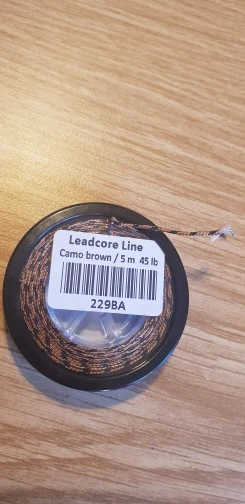 Leadcore Line
Camo brown / 5 m 45 lb
229BA